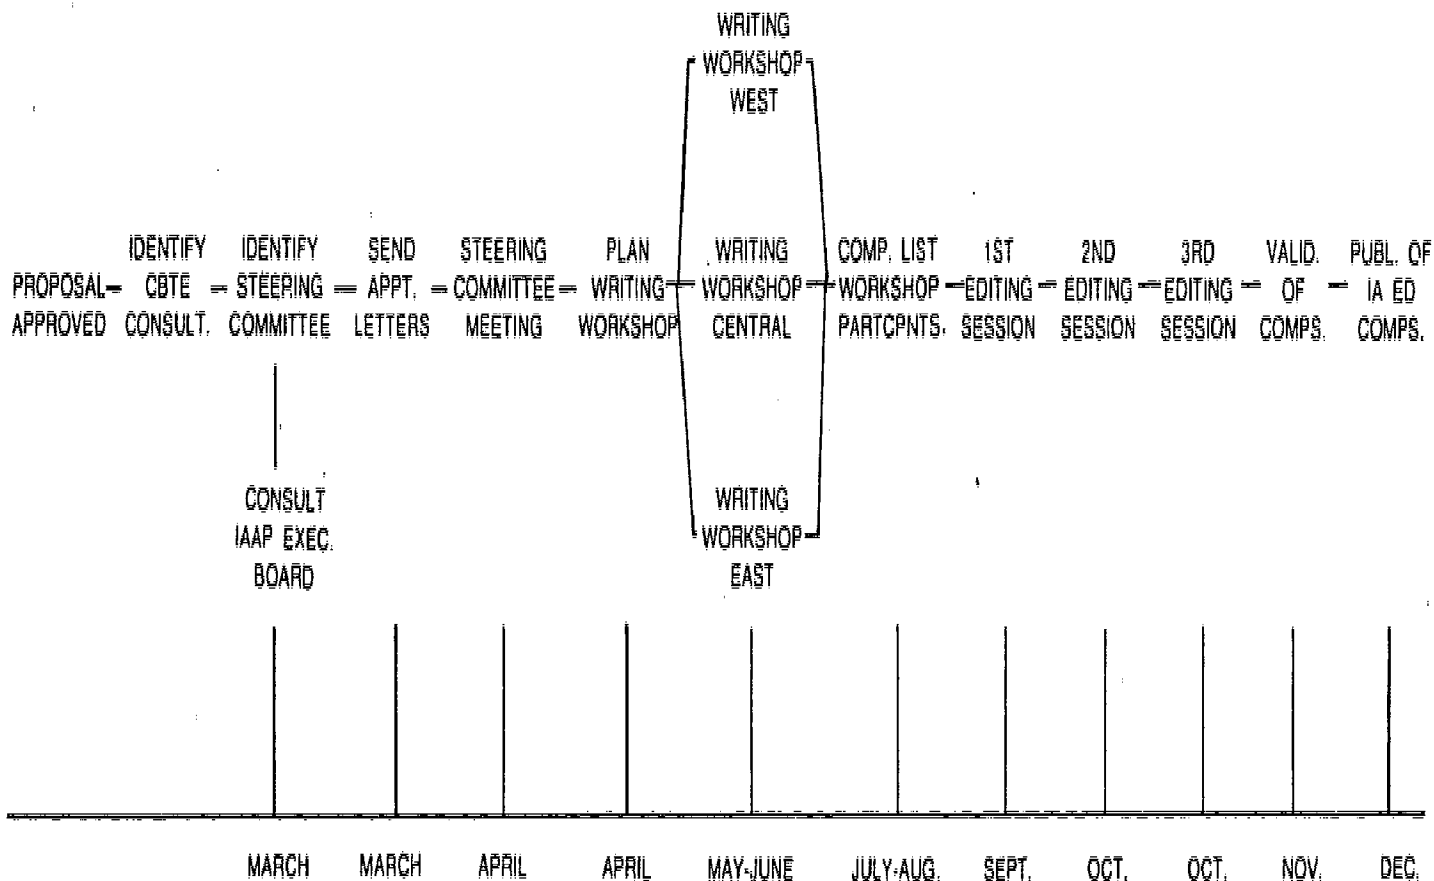 WRITING
WORKSHOP
WEST
PROPOSAL
APPROVED
IDENTIFY
CBTE
CONSULT.
IDENTIFY
STEERING
COMMITTEE
SEND
APPT.
LETTERS
STEERING
COMMITTEE
MEETING
PLAN
WRITING
WORKSHOP
WRITING
WORKSHOP
CENTRAL
COMP. LIST
WORKSHOP
PARTCPNTS.
1ST
EDITING
SESSION
2ND
EDITING
SESSION
3RD
EDITING
SESSION
VALID.
OF
COMPS.
PUBL. OF
IA ED
COMPS.
CONSULT
IAAP EXEC.
BOARD
WRITING
WORKSHOP
EAST
MARCH MARCH APRIL APRIL MAY-JUNE JULY-AUG. SEPT. OCT. OCT. NOV. DEC.